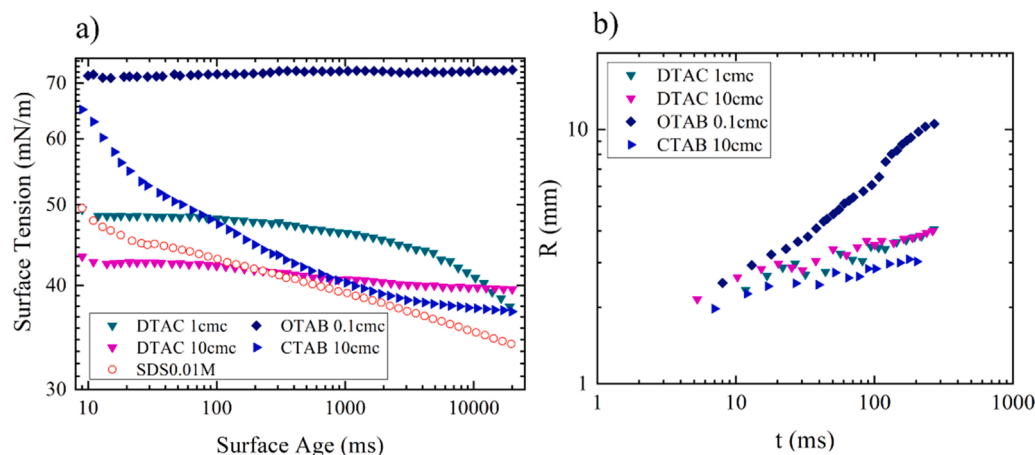 a)
Surface Tension (mN/m)
70
60
50
40
30
DTAC 1cmc
OTAB 0.1cmc
DTAC 10cmc
CTAB 10cmc
SDS0.01M
10
100
1000
10000
Surface Age (ms)
b)
R (mm)
10
1
DTAC 1cmc
DTAC 10cmc
OTAB 0.1cmc
CTAB 10cmc
1
10
100
1000
t (ms)